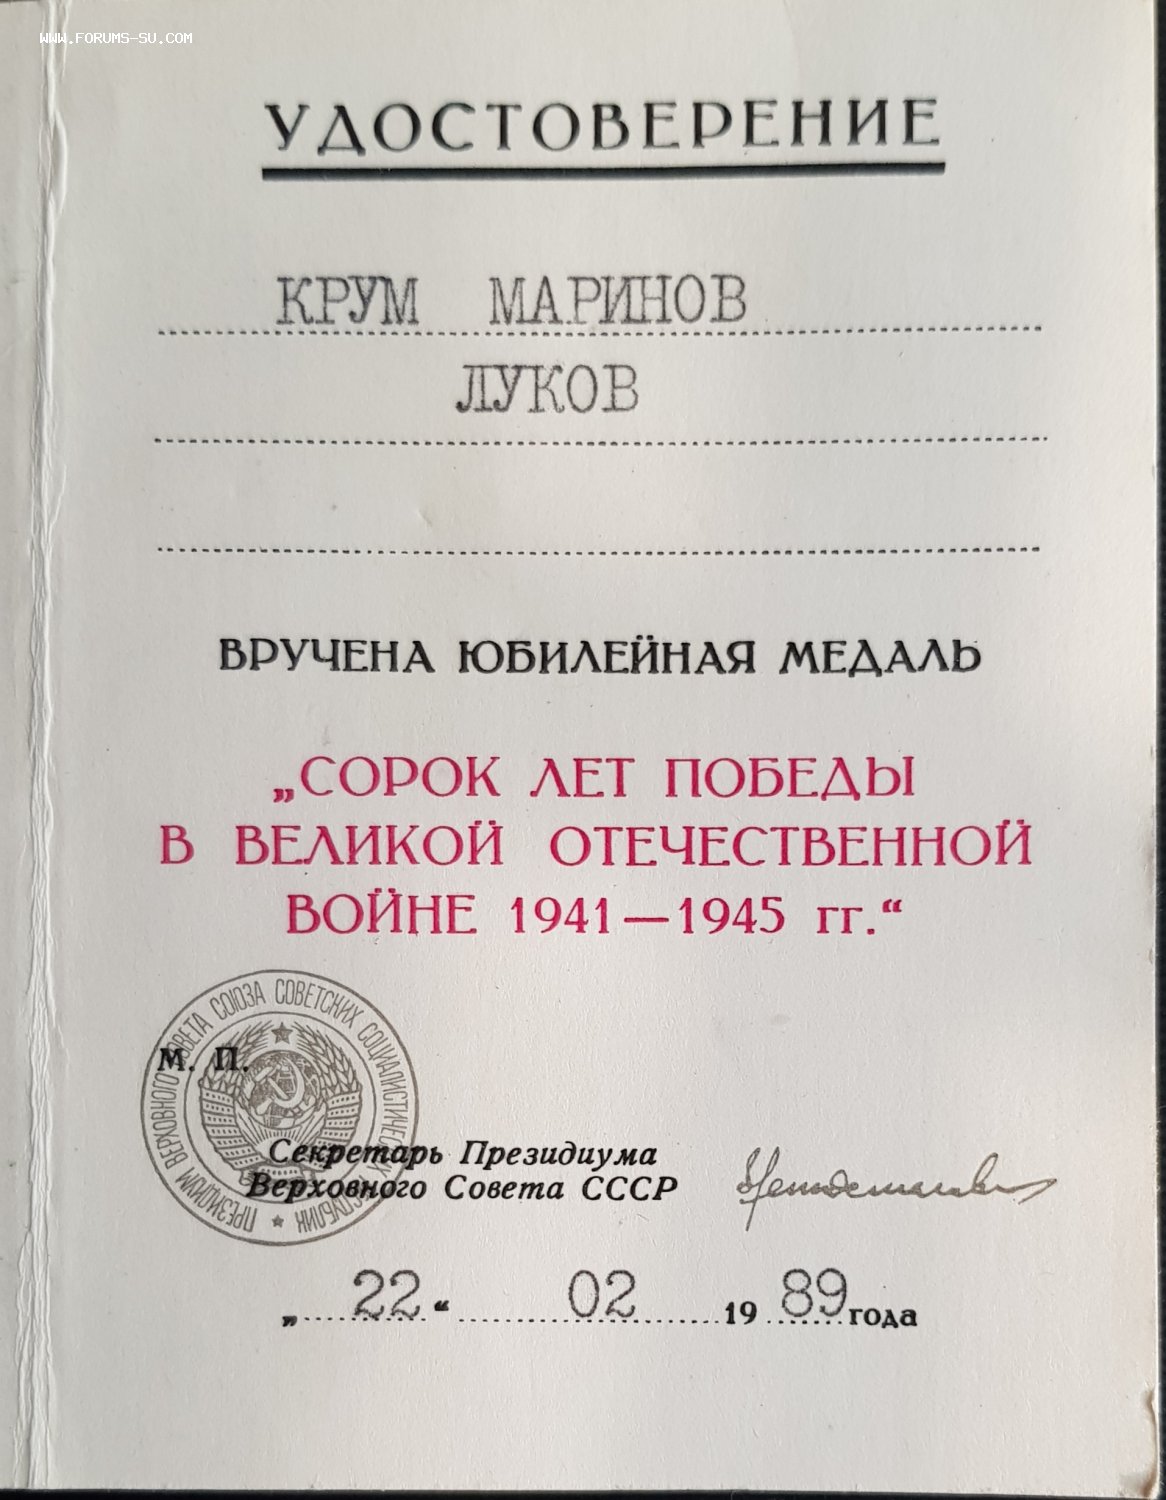 WWW.FORUMS-SU.COM
УДОСТОВЕРЕНИЕ
КРУМ МАРИНОВ
ЛУКОВ
ВРУЧЕНА ЮБИЛЕЙНАЯ МЕДАЛЬ
„СОРОК ЛЕТ ПОБЕДЫ
В ВЕЛИКОЙ ОТЕЧЕСТВЕННОЙ
ВОЙНЕ 1941—1945 гг.“
ПРЕЗИДИУМ ВЕРХОВНОГО СОВЕТА СОЮЗА СОВЕТСКИХ СОЦИАЛИСТИЧЕСКИХ РЕСПУБЛИК
М. П.
Секретарь Президиума
Верховного Совета СССР
„22“ 02 1989 года